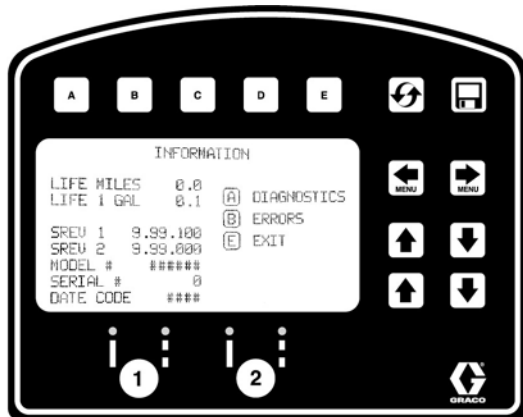 A B C D E
INFORMATION
LIFE MILES 0.0
LIFE 1 GAL 0.1
A DIAGNOSTICS
B ERRORS
E EXIT
SREV 1 9.99.100
SREV 2 9.99.000
MODEL # ######
SERIAL # 0
DATE CODE ####
MENU MENU
1 2
G
GRACO